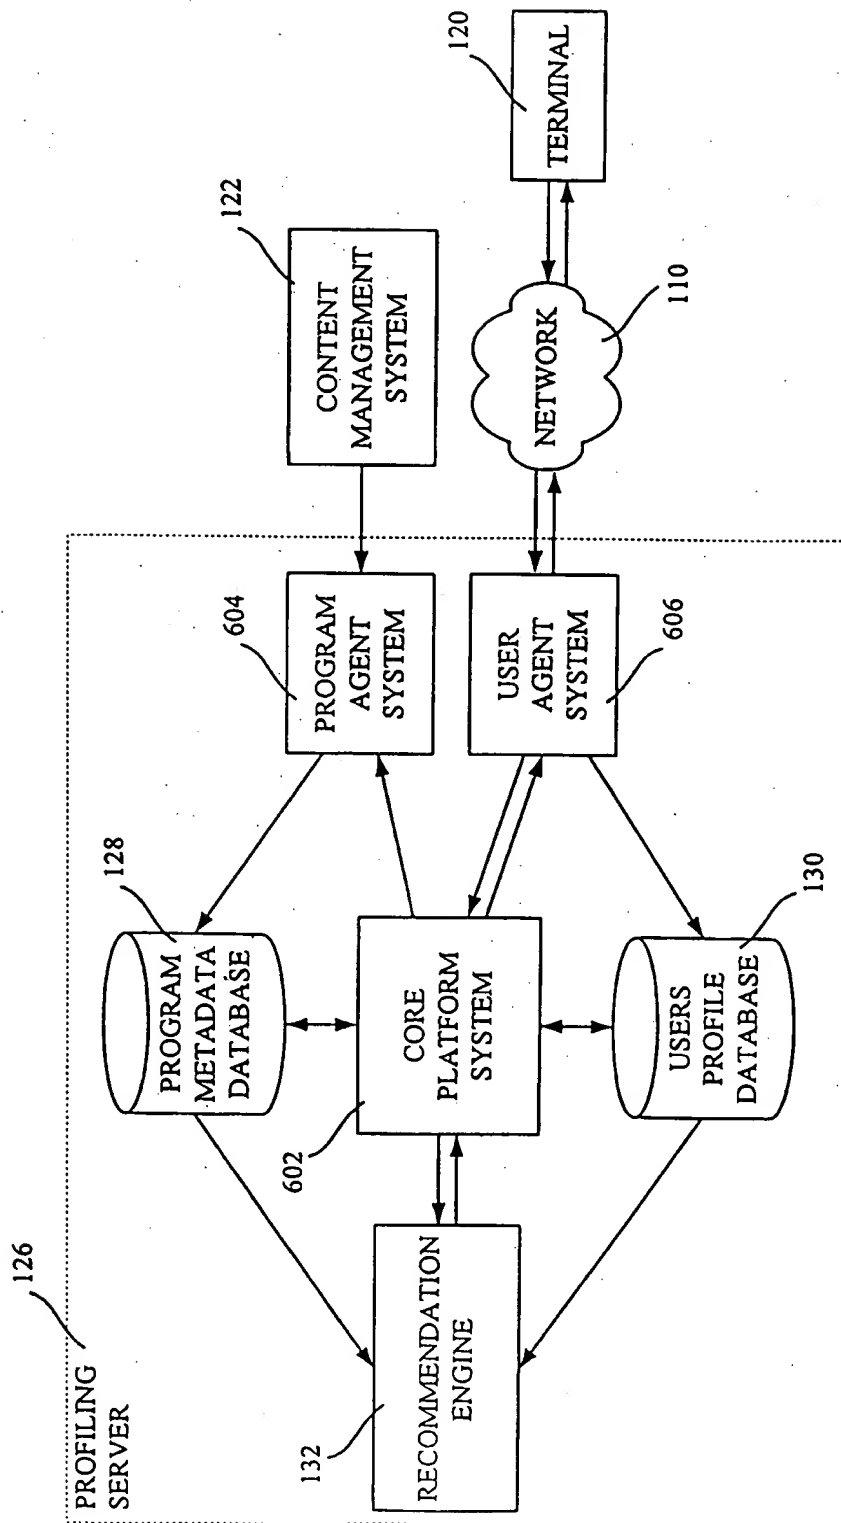 PROFILING
SERVER
126
RECOMMENDATION
ENGINE
132
PROGRAM
METADATA
DATABASE
128
CORE
PLATFORM
SYSTEM
602
USERS
PROFILE
DATABASE
130
PROGRAM
AGENT
SYSTEM
604
USER
AGENT
SYSTEM
606
CONTENT
MANAGEMENT
SYSTEM
122
NETWORK
110
TERMINAL
120